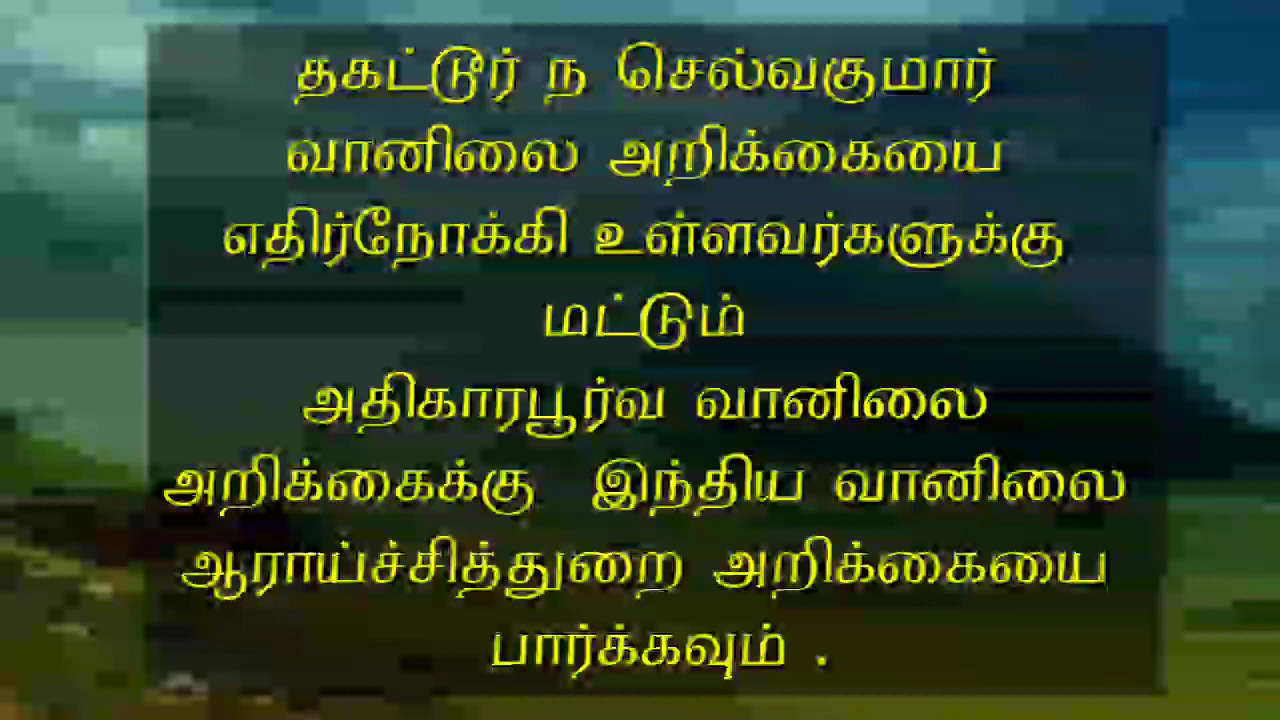 தகட்டூர் ந செல்வகுமார்
வானிலை அறிக்கையை
எதிர்நோக்கி உள்ளவர்களுக்கு
மட்டும்
அதிகாரபூர்வ வானிலை
அறிக்கைக்கு இந்திய வானிலை
ஆராய்ச்சித்துறை அறிக்கையை
பார்க்கவும் .